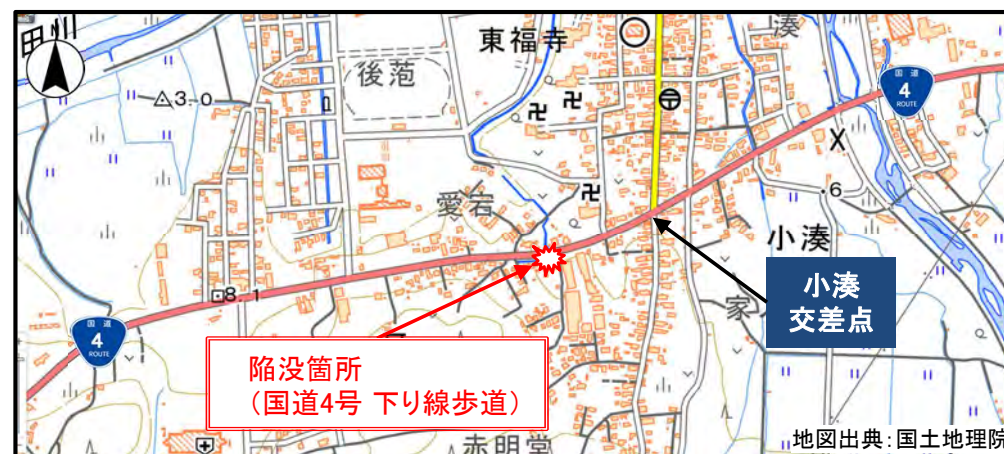 田川
東福寺
湊
後萢
国道
4
ROUTE
3.0
愛宕
.6
小湊
小湊
交差点
8.1
家
国道
4
ROUTE
陥没箇所
（国道4号 下り線歩道）
赤明堂
地図出典：国土地理院